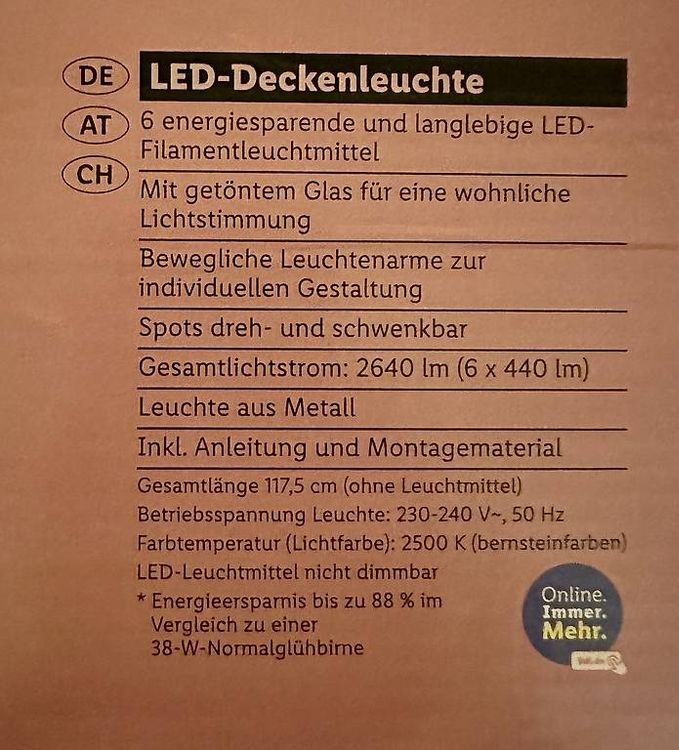 DE
LED-Deckenleuchte
AT
6 energiesparende und langlebige LED-
Filamentleuchtmittel
CH
Mit getöntem Glas für eine wohnliche
Lichtstimmung
Bewegliche Leuchtenarme zur
individuellen Gestaltung
Spots dreh- und schwenkbar
Gesamtlichtstrom: 2640 lm (6 x 440 lm)
Leuchte aus Metall
Inkl. Anleitung und Montagematerial
Gesamtlänge 117,5 cm (ohne Leuchtmittel)
Betriebsspannung Leuchte: 230-240 V~, 50 Hz
Farbtemperatur (Lichtfarbe): 2500 K (bernsteinfarben)
LED-Leuchtmittel nicht dimmbar
* Energieersparnis bis zu 88 % im
Vergleich zu einer
38-W-Normalglühbirne
Online.
Immer.
Mehr.